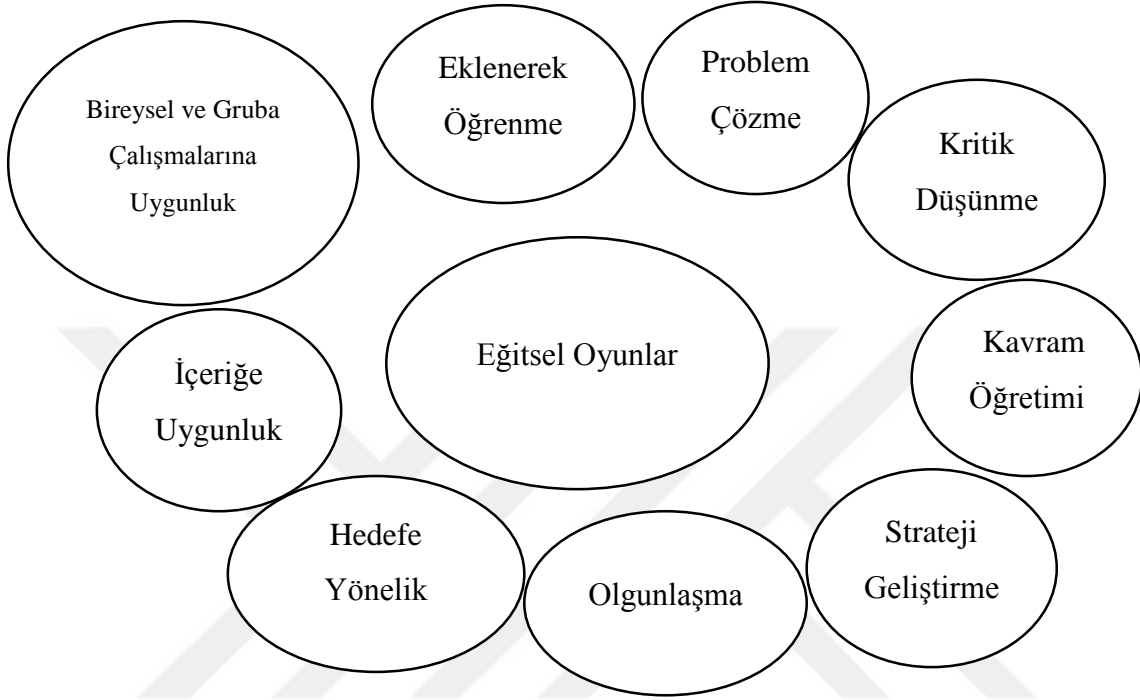 Bireysel ve Gruba
Çalışmalarına
Uygunluk
Eklenerek
Öğrenme
Problem
Çözme
Kritik
Düşünme
Eğitsel Oyunlar
Kavram
Öğretimi
İçeriğe
Uygunluk
Hedefe
Yönelik
Olgunlaşma
Strateji
Geliştirme